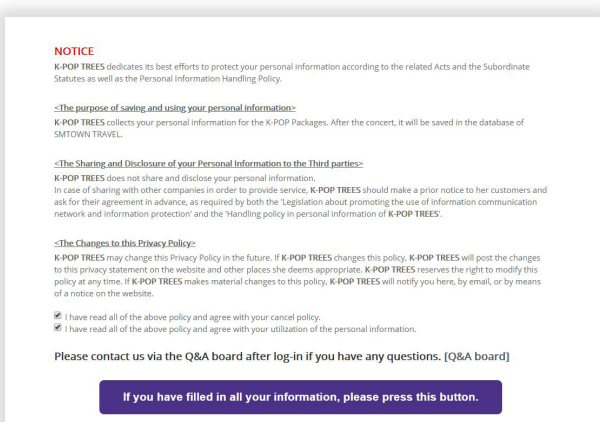 NOTICE
K-POP TREES dedicates its best efforts to protect your personal information according to the related Acts and the Subordinate
Statutes as well as the Personal Information Handling Policy.
<The purpose of saving and using your personal information>
K-POP TREES collects your personal information for the K-POP Packages. After the concert, it will be saved in the database of
SMTOWN TRAVEL.
<The Sharing and Disclosure of your Personal Information to the Third parties>
K-POP TREES does not share and disclose your personal information.
In case of sharing with other companies in order to provide service, K-POP TREES should make a prior notice to her customers and
ask for their agreement in advance, as required by both the 'Legislation about promoting the use of information communication
network and information protection' and the 'Handling policy in personal information of K-POP TREES'.
<The Changes to this Privacy Policy>
K-POP TREES may change this Privacy Policy in the future. If K-POP TREES changes this policy, K-POP TREES will post the changes
to this privacy statement on the website and other places she deems appropriate. K-POP TREES reserves the right to modify this
policy at any time. If K-POP TREES makes material changes to this policy, K-POP TREES will notify you here, by email, or by means
of a notice on the website.
I have read all of the above policy and agree with your cancel policy.
I have read all of the above policy and agree with your utilization of the personal information.
Please contact us via the Q&A board after log-in if you have any questions. [Q&A board]
If you have filled in all your information, please press this button.